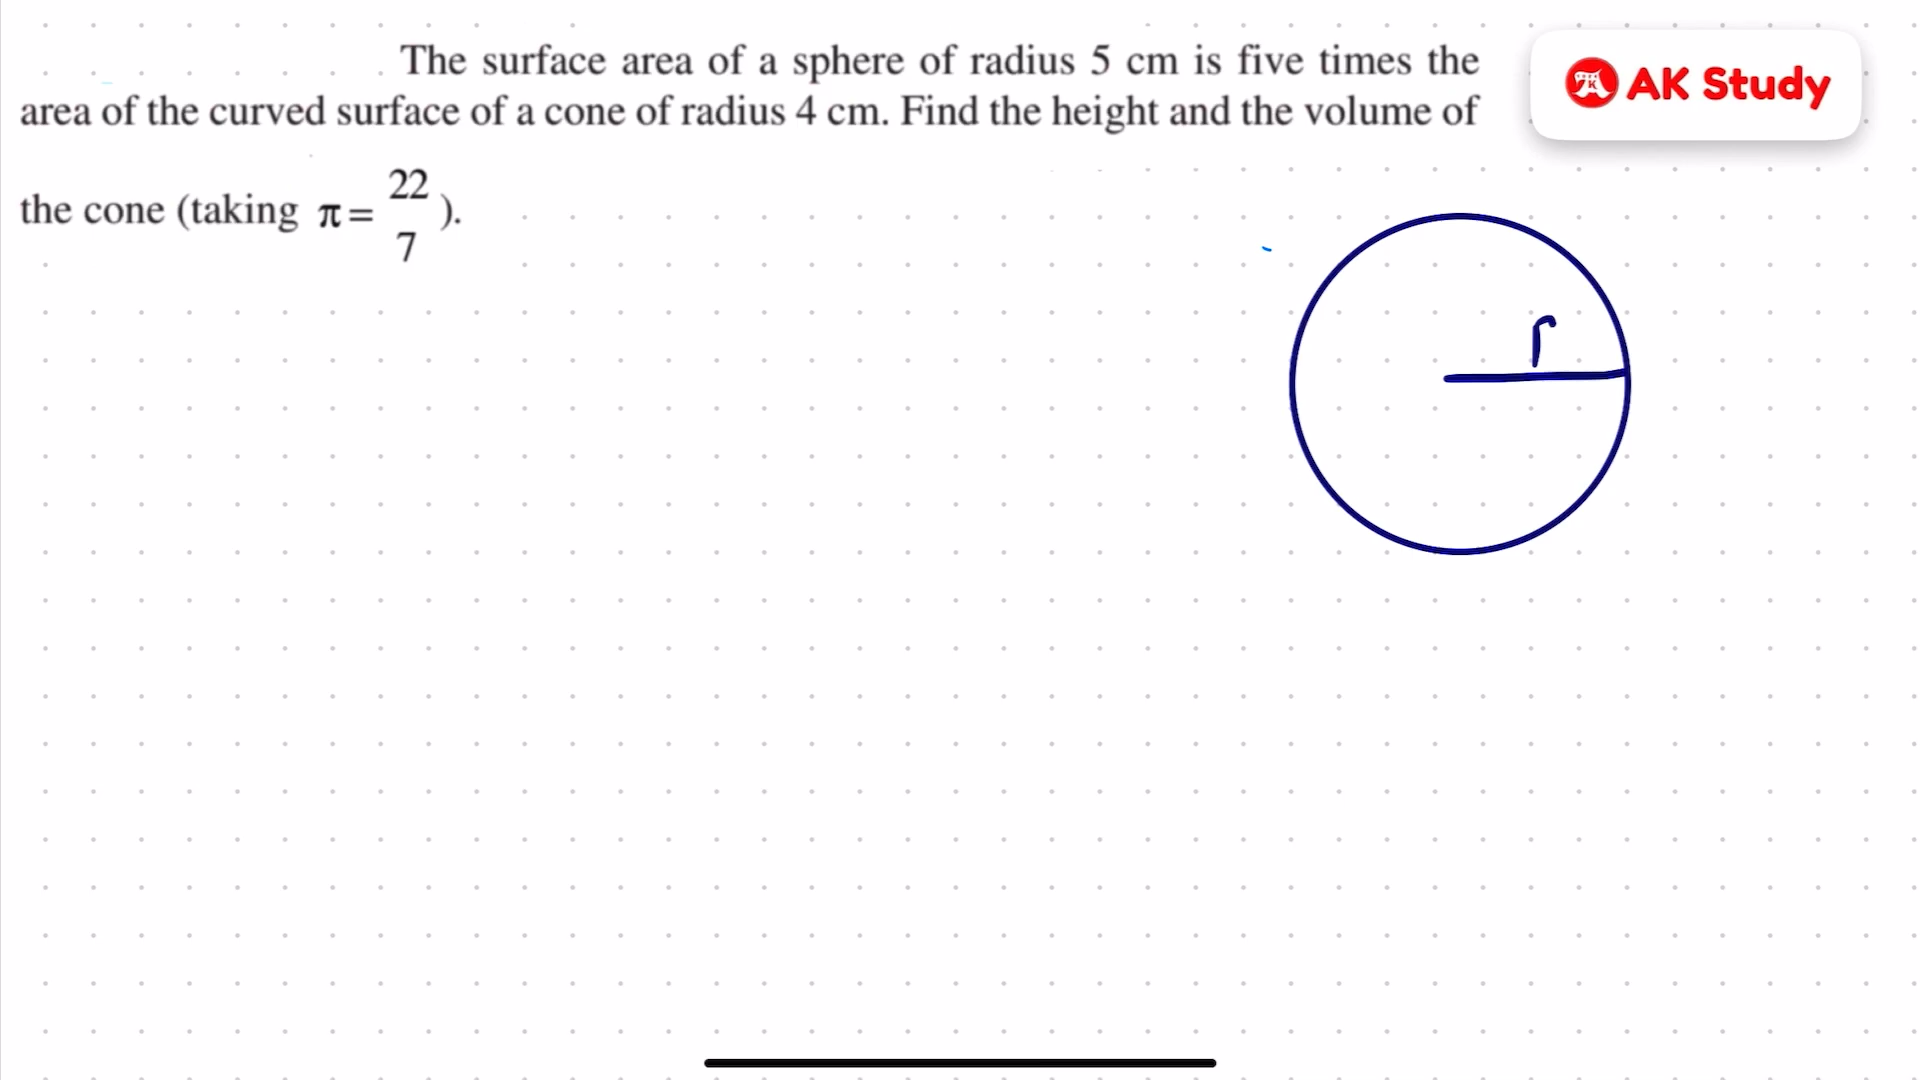 The surface area of a sphere of radius 5 cm is five times the
AK Study
area of the curved surface of a cone of radius 4 cm. Find the height and the volume of
the cone (taking π = 22/7 ).
r